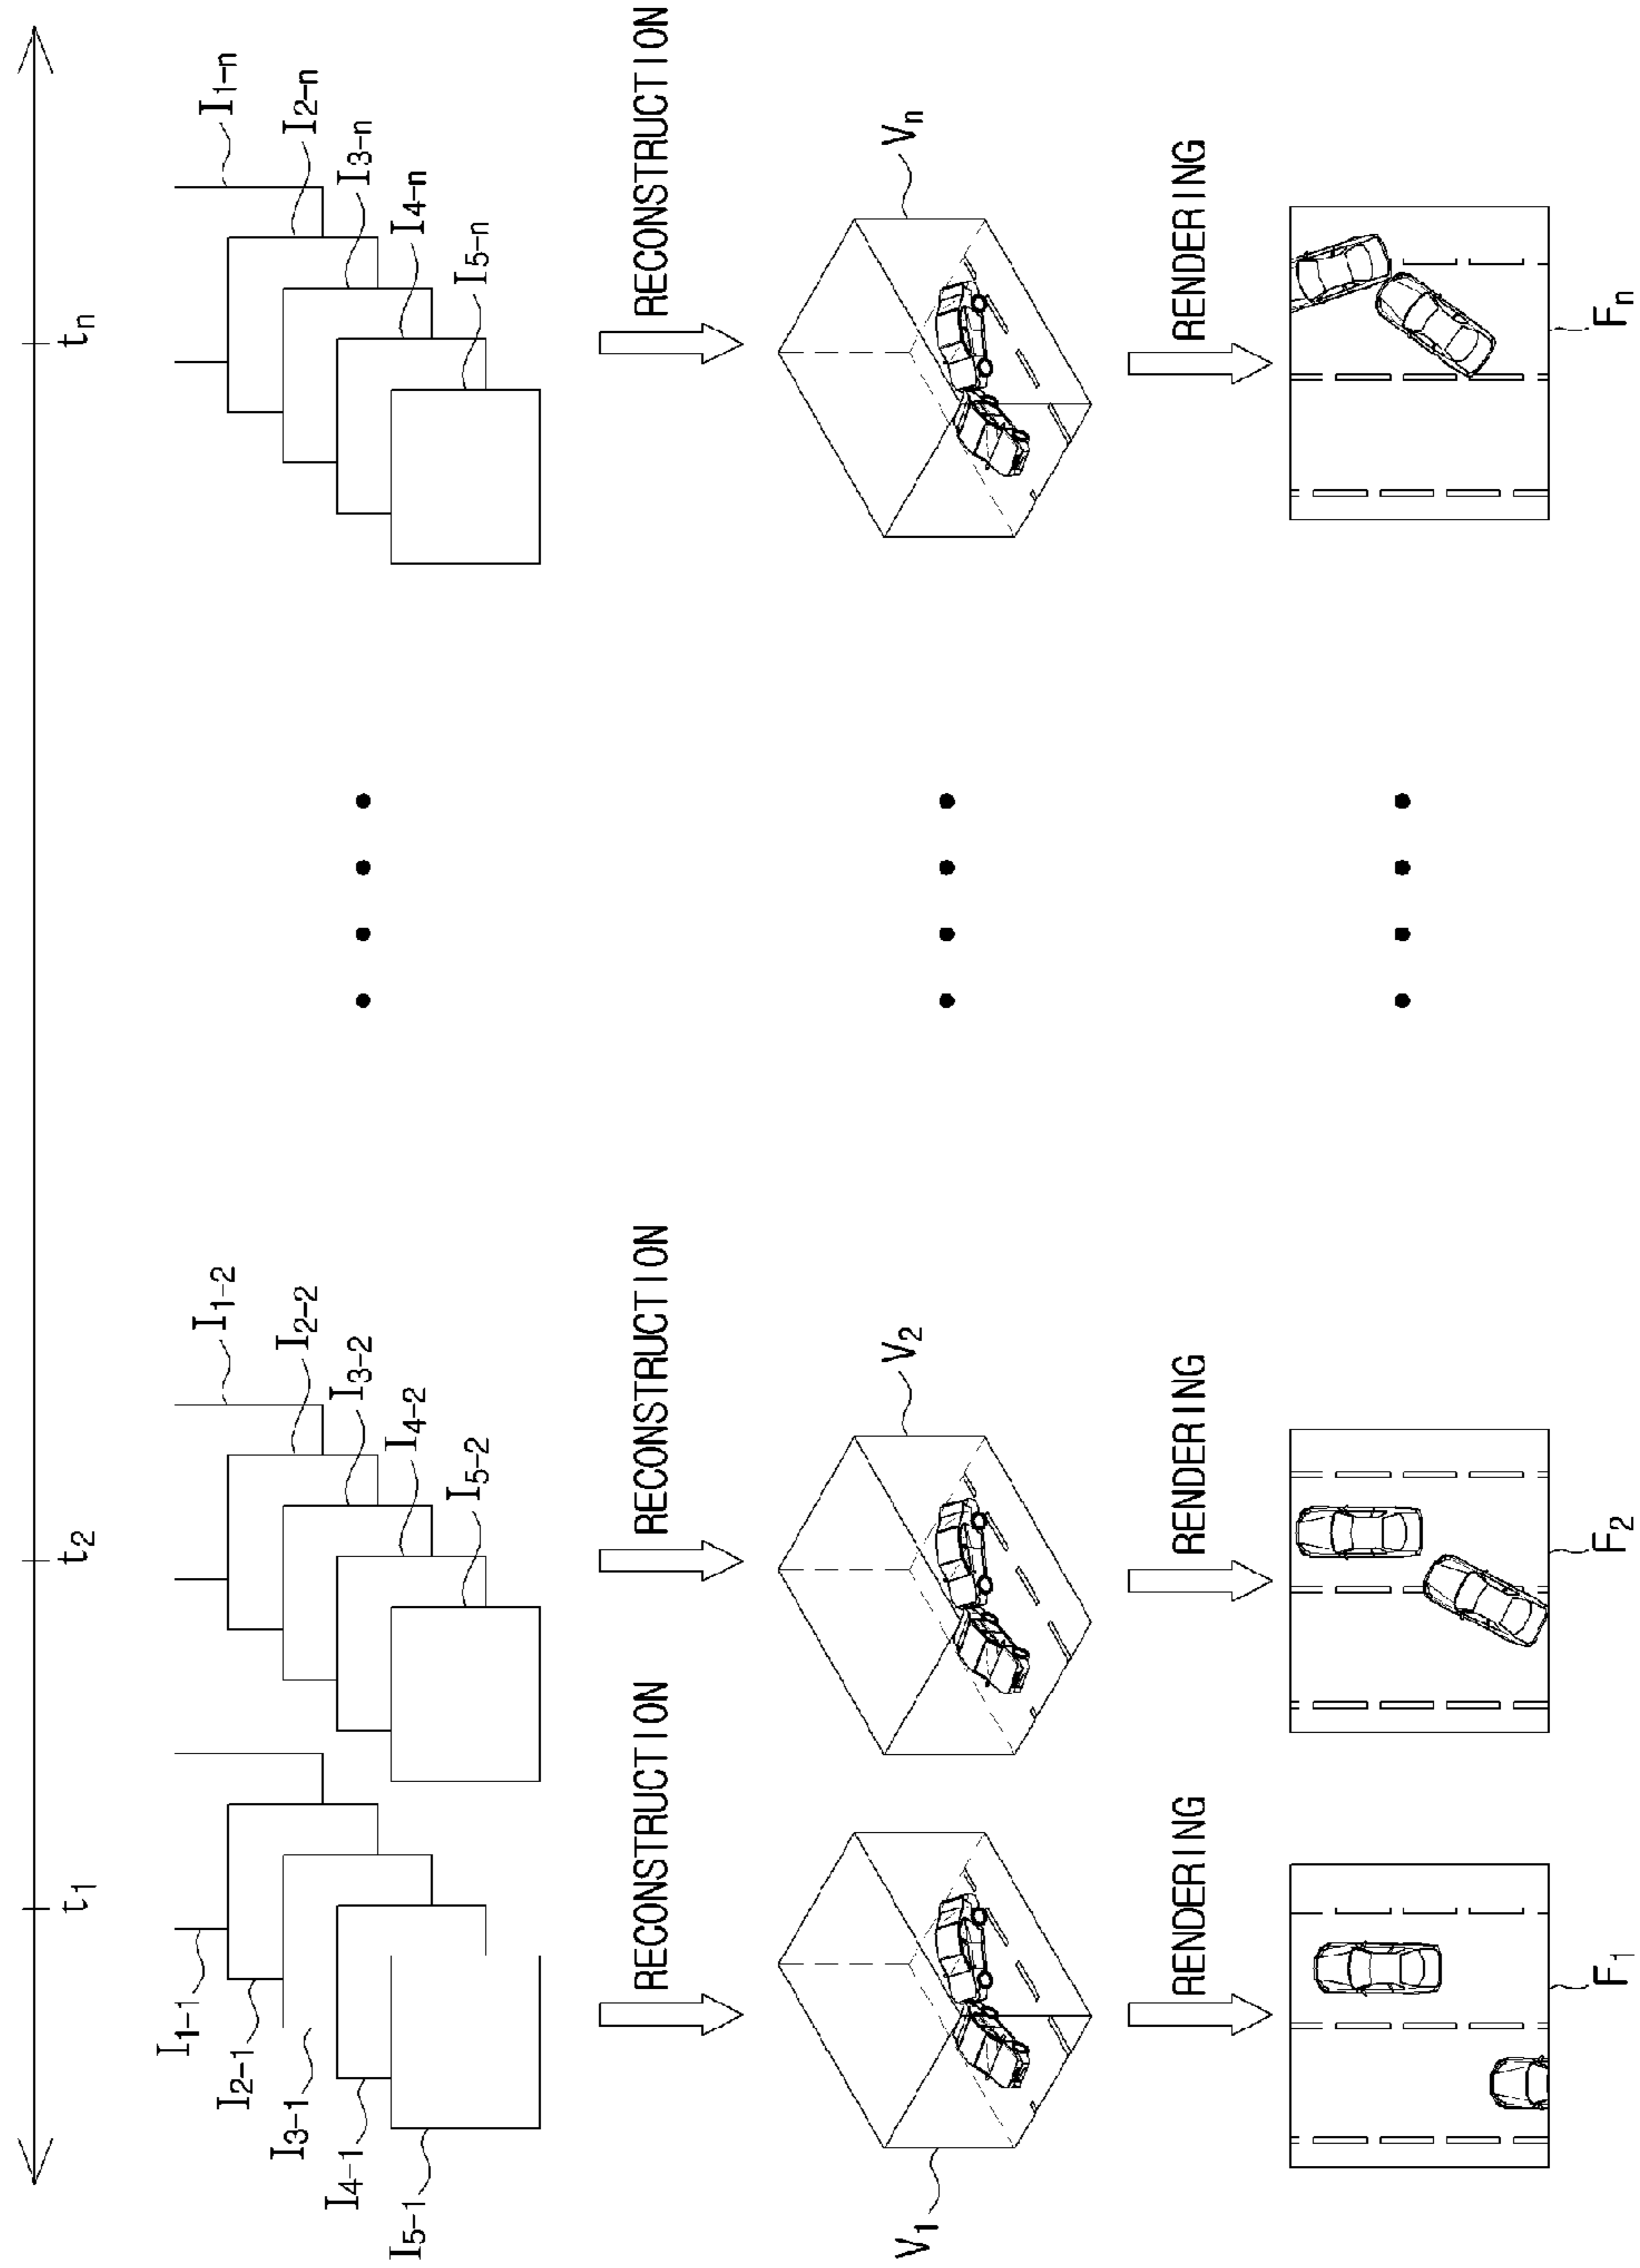 t1
t2
tn
I1-1
I2-1
I3-1
I4-1
I5-1
I1-2
I2-2
I3-2
I4-2
I5-2
I1-n
I2-n
I3-n
I4-n
I5-n
RECONSTRUCTION
RECONSTRUCTION
RECONSTRUCTION
V1
V2
Vn
RENDERING
RENDERING
RENDERING
F1
F2
Fn